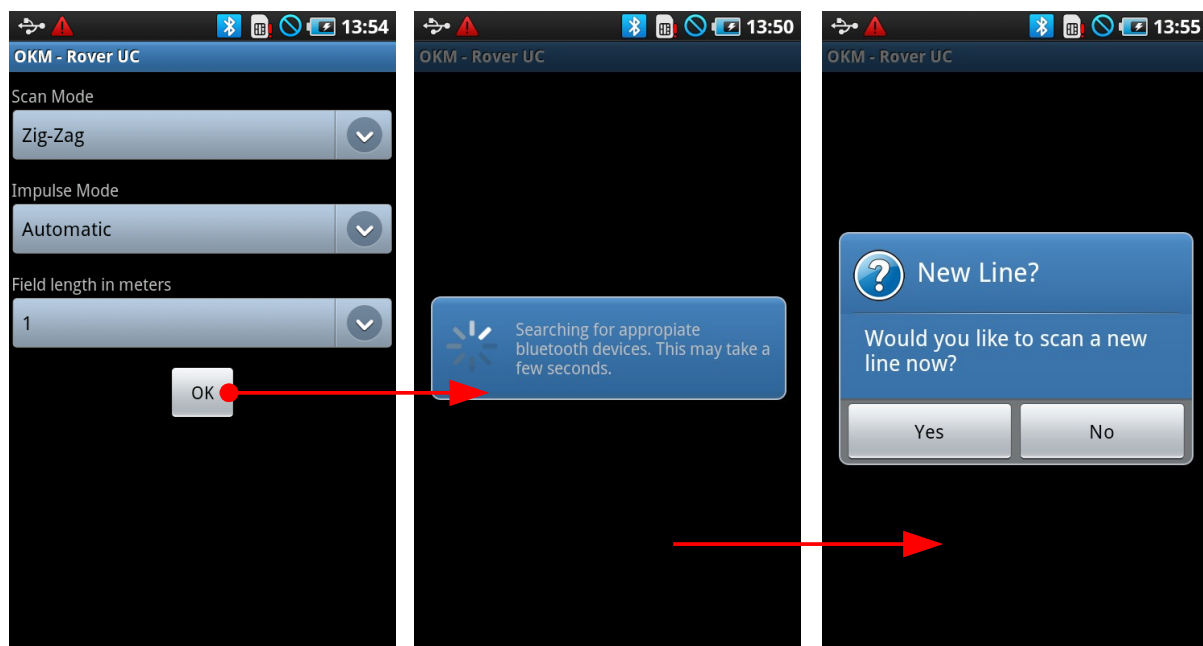 13:54
OKM - Rover UC
Scan Mode
Zig-Zag
Impulse Mode
Automatic
Field length in meters
1
OK
13:50
OKM - Rover UC
Searching for appropiate
bluetooth devices. This may take a
few seconds.
13:55
OKM - Rover UC
New Line?
Would you like to scan a new
line now?
Yes
No